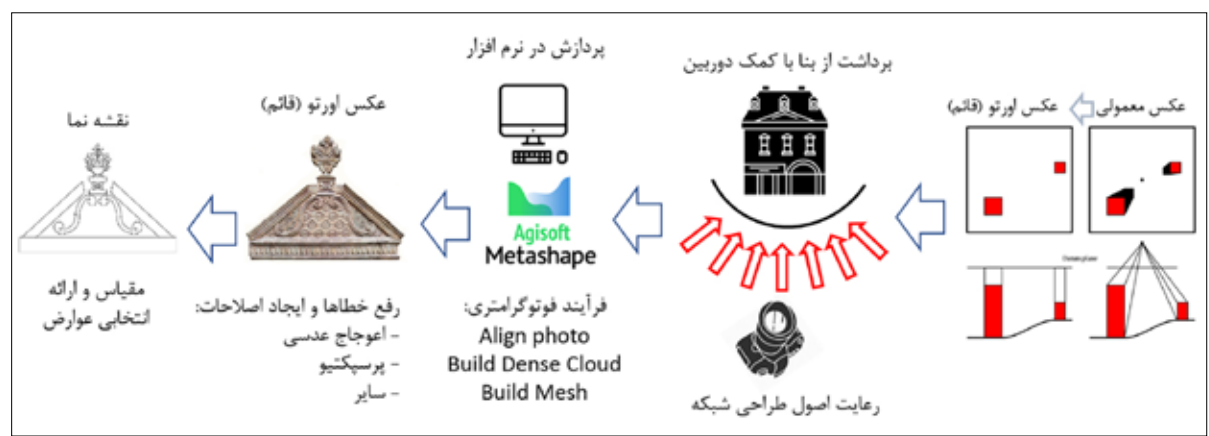 عکس معمولی
عکس اورتو (قائم)
برداشت از بنا با کمک دوربین
رعایت اصول طراحی شبکه
پردازش در نرم افزار
Agisoft
Metashape
فرآیند فوتوگرامتری:
Align photo
Build Dense Cloud
Build Mesh
عکس اورتو (قائم)
رفع خطاها و ایجاد اصلاحات:
- اعوجاج عدسی
- پرسپکتیو
- سایر
نقشه نما
مقیاس و ارائه
انتخابی عوارض